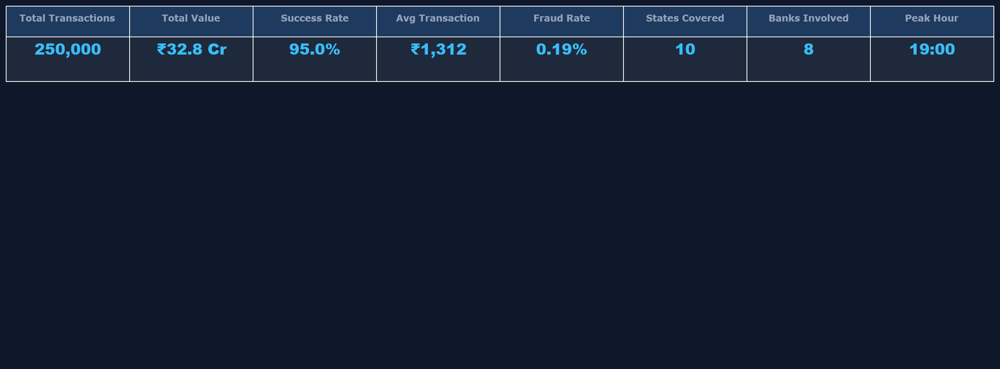 Total Transactions Total Value Success Rate Avg Transaction Fraud Rate States Covered Banks Involved Peak Hour
250,000 ₹32.8 Cr 95.0% ₹1,312 0.19% 10 8 19:00